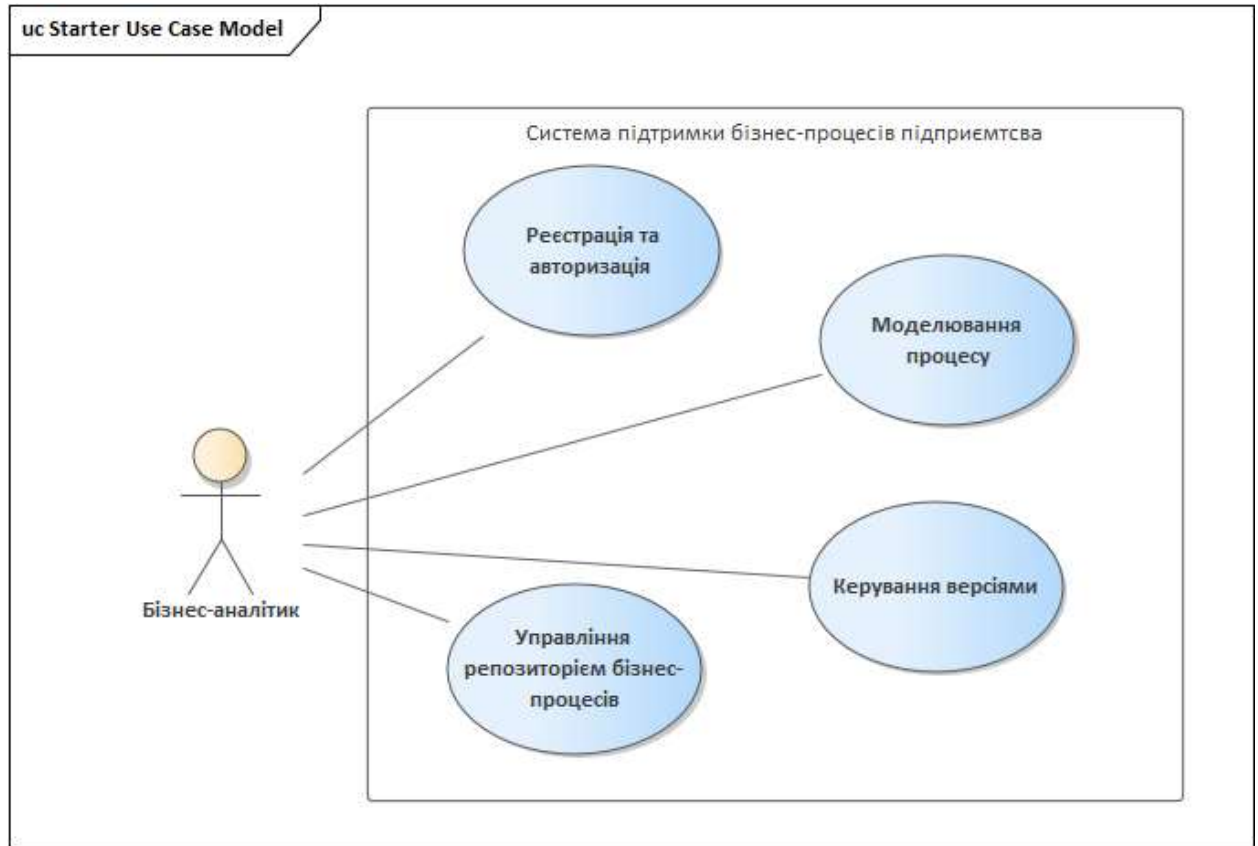 uc Starter Use Case Model
Система підтримки бізнес-процесів підприємтсва
Реєстрація та
авторизація
Моделювання
процесу
Бізнес-аналітик
Керування версіями
Управління
репозиторієм бізнес-
процесів